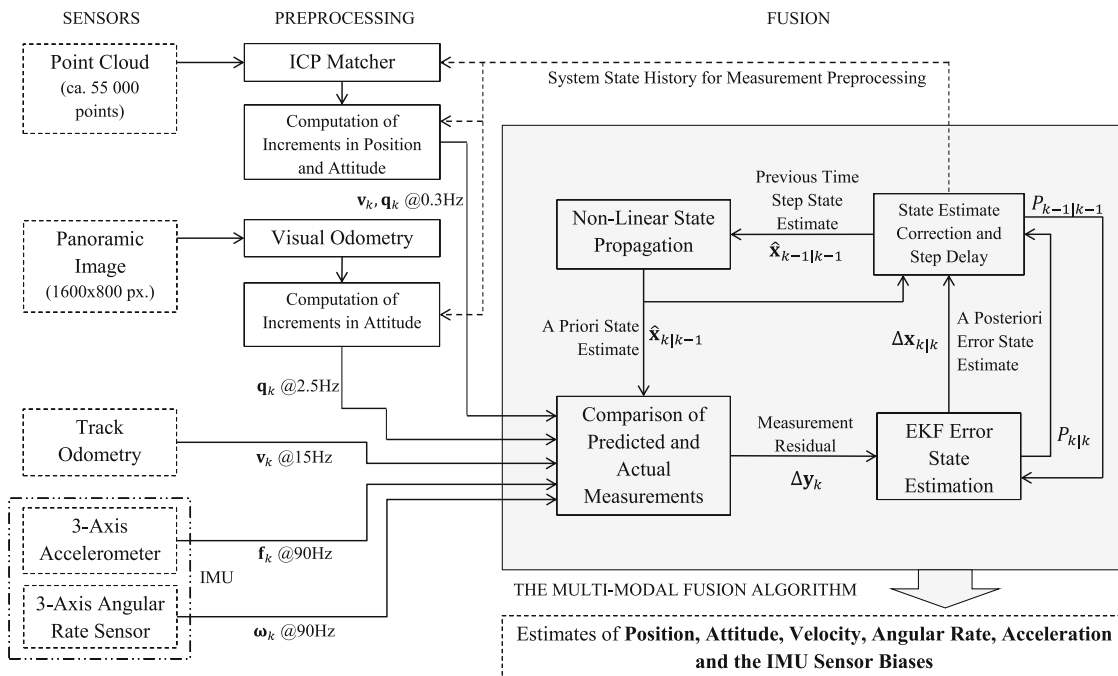 SENSORS
PREPROCESSING
FUSION
Point Cloud
(ca. 55 000
points)
ICP Matcher
System State History for Measurement Preprocessing
Computation of
Increments in Position
and Attitude
v_k, q_k @0.3Hz
Panoramic
Image
(1600x800 px.)
Visual Odometry
Computation of
Increments in Attitude
q_k @2.5Hz
Track
Odometry
v_k @15Hz
3-Axis
Accelerometer
f_k @90Hz
IMU
3-Axis Angular
Rate Sensor
ω_k @90Hz
Non-Linear State
Propagation
Previous Time
Step State
Estimate
x̂_{k−1|k−1}
State Estimate
Correction and
Step Delay
P_{k−1|k−1}
A Priori State
Estimate
x̂_{k|k−1}
Δx_{k|k}
A Posteriori
Error State
Estimate
Comparison of
Predicted and
Actual
Measurements
Measurement
Residual
Δy_k
EKF Error
State
Estimation
P_{k|k}
THE MULTI-MODAL FUSION ALGORITHM
Estimates of Position, Attitude, Velocity, Angular Rate, Acceleration
and the IMU Sensor Biases